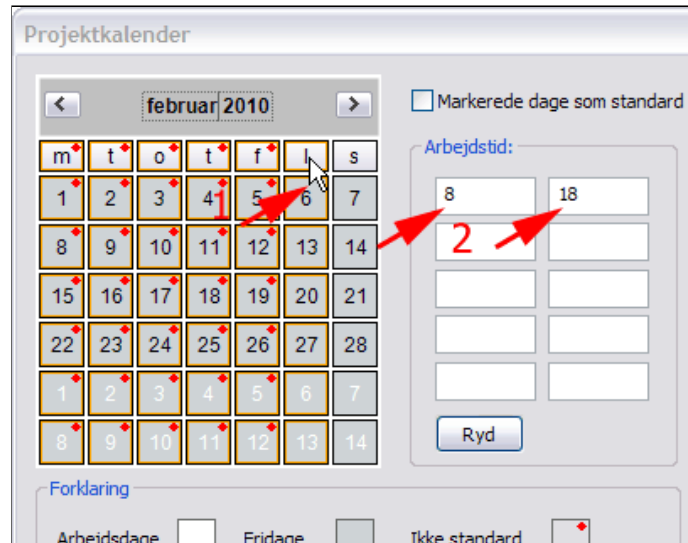 Projektkalender
februar 2010
Markerede dage som standard
m t o t f l s
Arbejdstid:
1 2 3 4 5 6 7
1
8 18
8 9 10 11 12 13 14
2
15 16 17 18 19 20 21
22 23 24 25 26 27 28
1 2 3 4 5 6 7
8 9 10 11 12 13 14
Ryd
Forklaring
Arbejdsdage Fridage Ikke standard